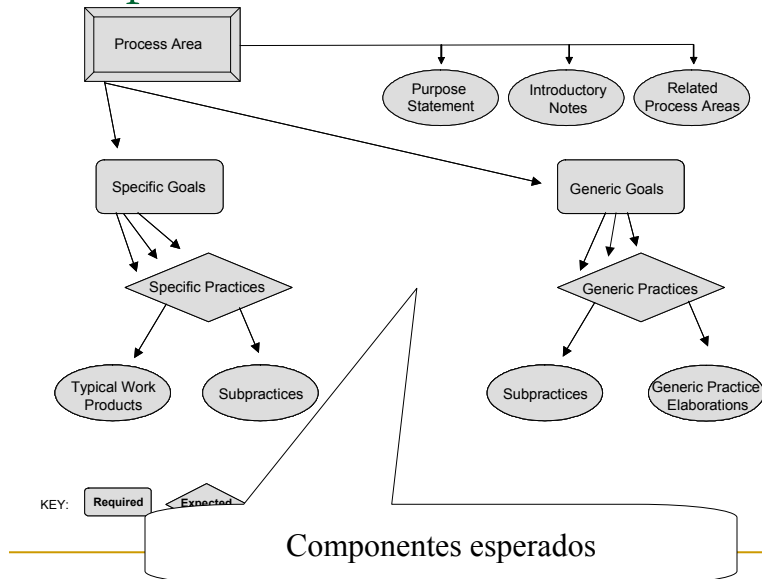 Process Area
Purpose
Statement
Introductory
Notes
Related
Process Areas
Specific Goals
Generic Goals
Specific Practices
Generic Practices
Typical Work
Products
Subpractices
Subpractices
Generic Practice
Elaborations
KEY:
Required
Expected
Componentes esperados